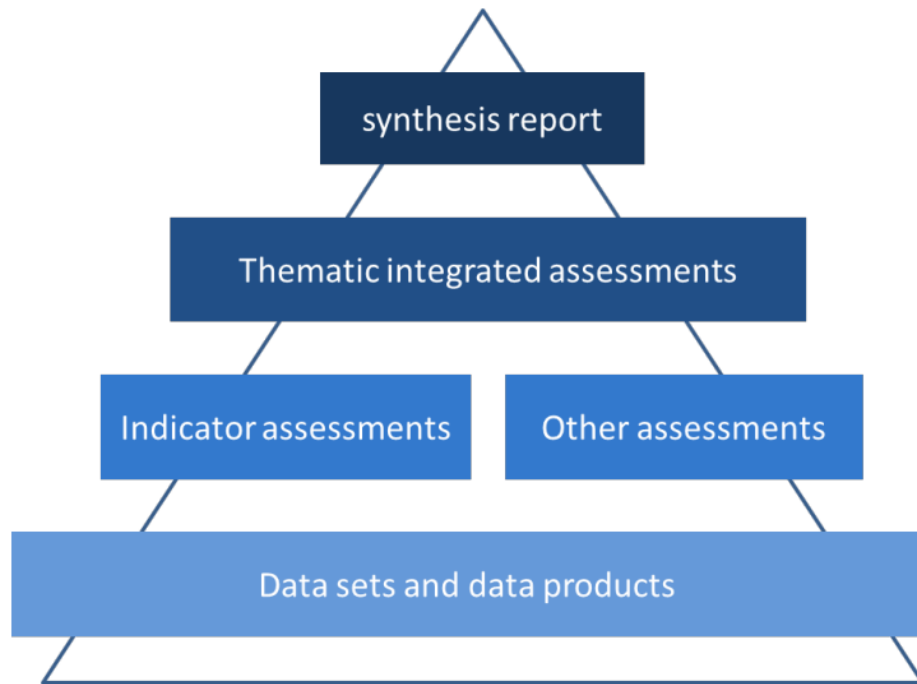 synthesis report
Thematic integrated assessments
Indicator assessments
Other assessments
Data sets and data products